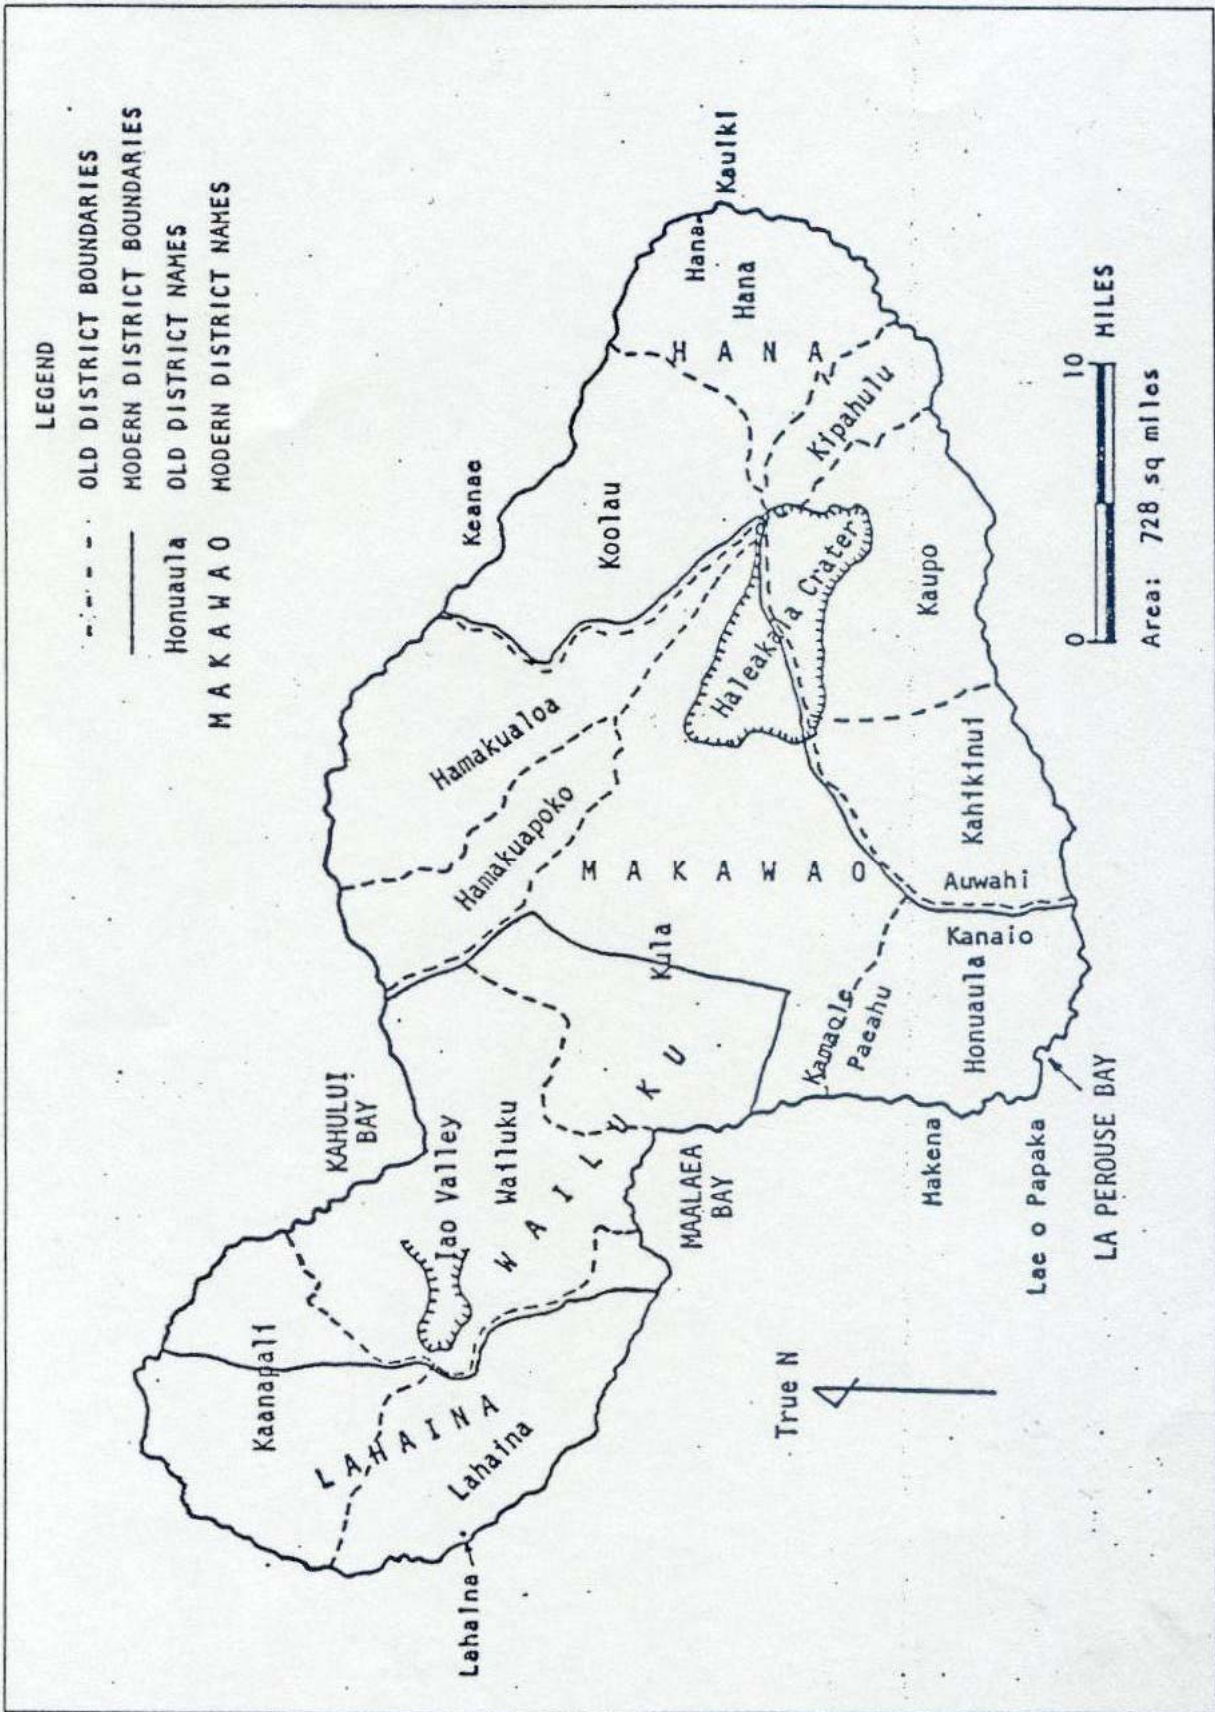 LEGEND
OLD DISTRICT BOUNDARIES
MODERN DISTRICT BOUNDARIES
Honuaula OLD DISTRICT NAMES
MAKAWAO MODERN DISTRICT NAMES
KAHULUI
BAY
Keanae
Kaanapali
LAHAINA
Lahaina
Lahaina
Iao Valley
Wailuku
WAILUKU
Hamakualoa
Hamakuapoko
Koolau
Hana
Hana
HANA
Kauiki
MAKAWAO
Kula
Haleakala Crater
Kipahulu
Kaupo
Kahikinui
Auwahi
Kanaio
Honuaula
Kamaole
Paeahu
MAALAEA
BAY
Makena
Lae o Papaka
LA PEROUSE BAY
True N
0 10
MILES
Area: 728 sq miles